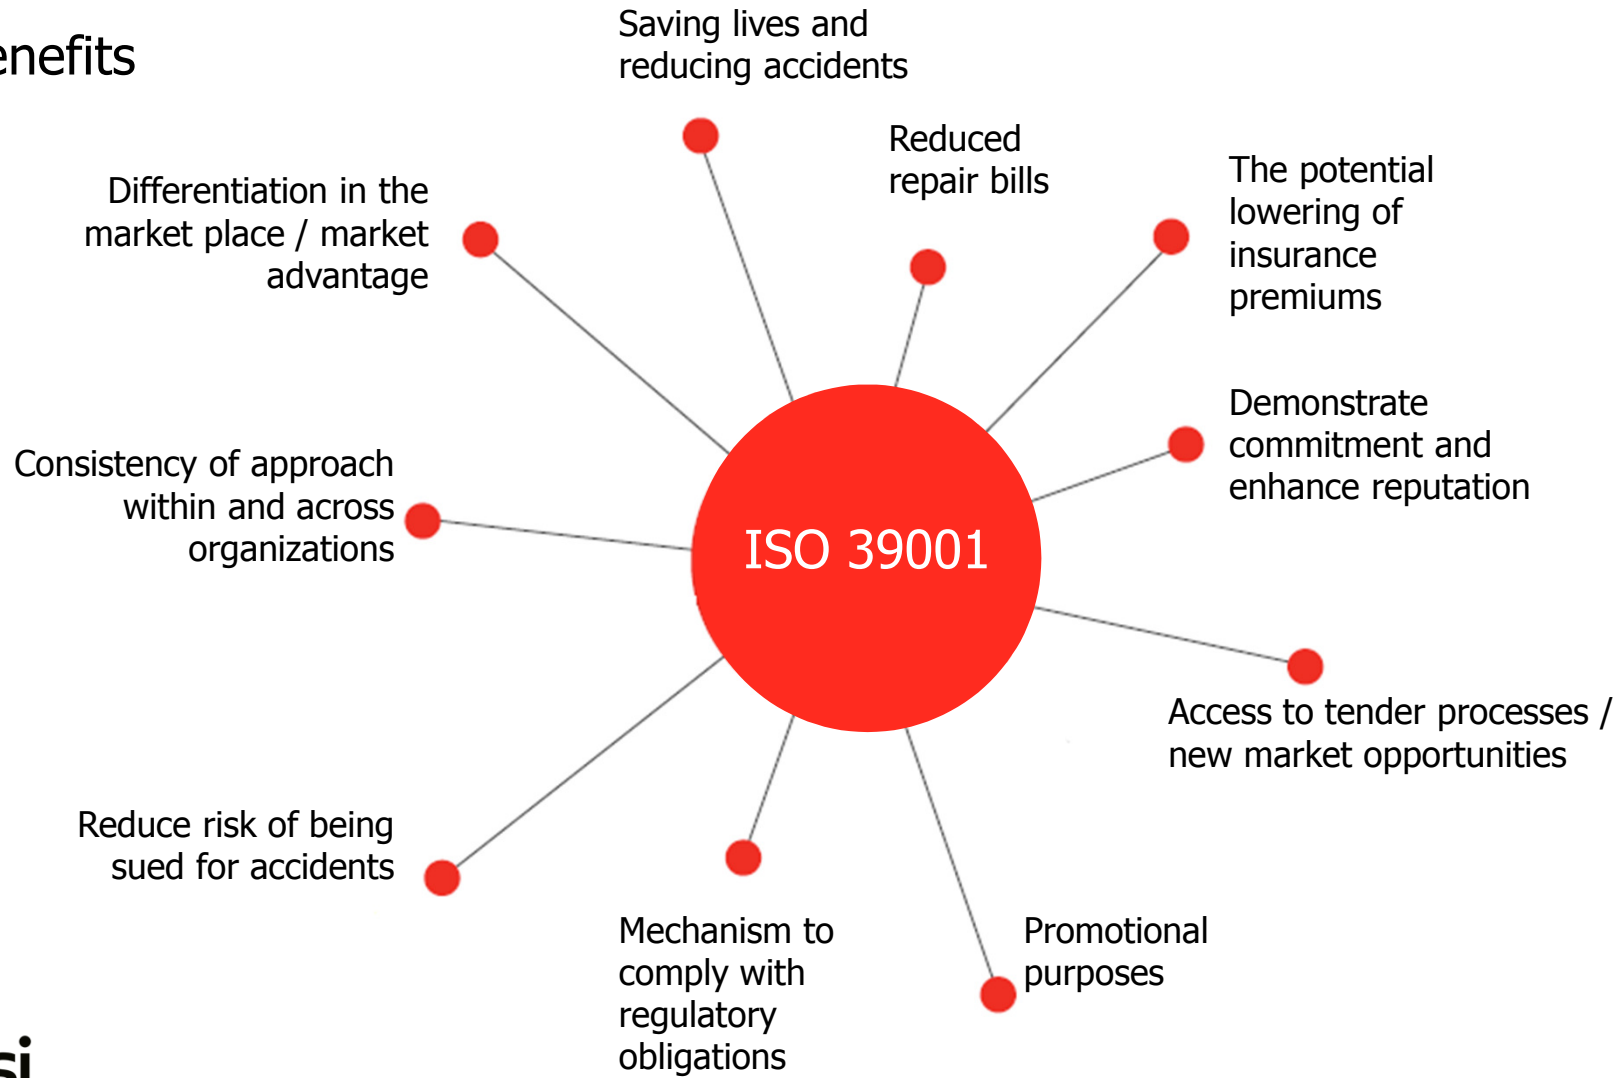 enefits
Saving lives and
reducing accidents
Reduced
repair bills
The potential
lowering of
insurance
premiums
Differentiation in the
market place / market
advantage
Demonstrate
commitment and
enhance reputation
Consistency of approach
within and across
organizations
ISO 39001
Access to tender processes /
new market opportunities
Reduce risk of being
sued for accidents
Mechanism to
comply with
regulatory
obligations
Promotional
purposes
si